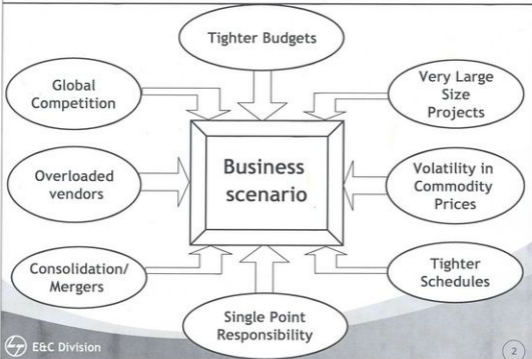 Tighter Budgets
Global
Competition
Very Large
Size
Projects
Business
scenario
Overloaded
vendors
Volatility in
Commodity
Prices
Consolidation/
Mergers
Tighter
Schedules
Single Point
Responsibility
E&C Division
2